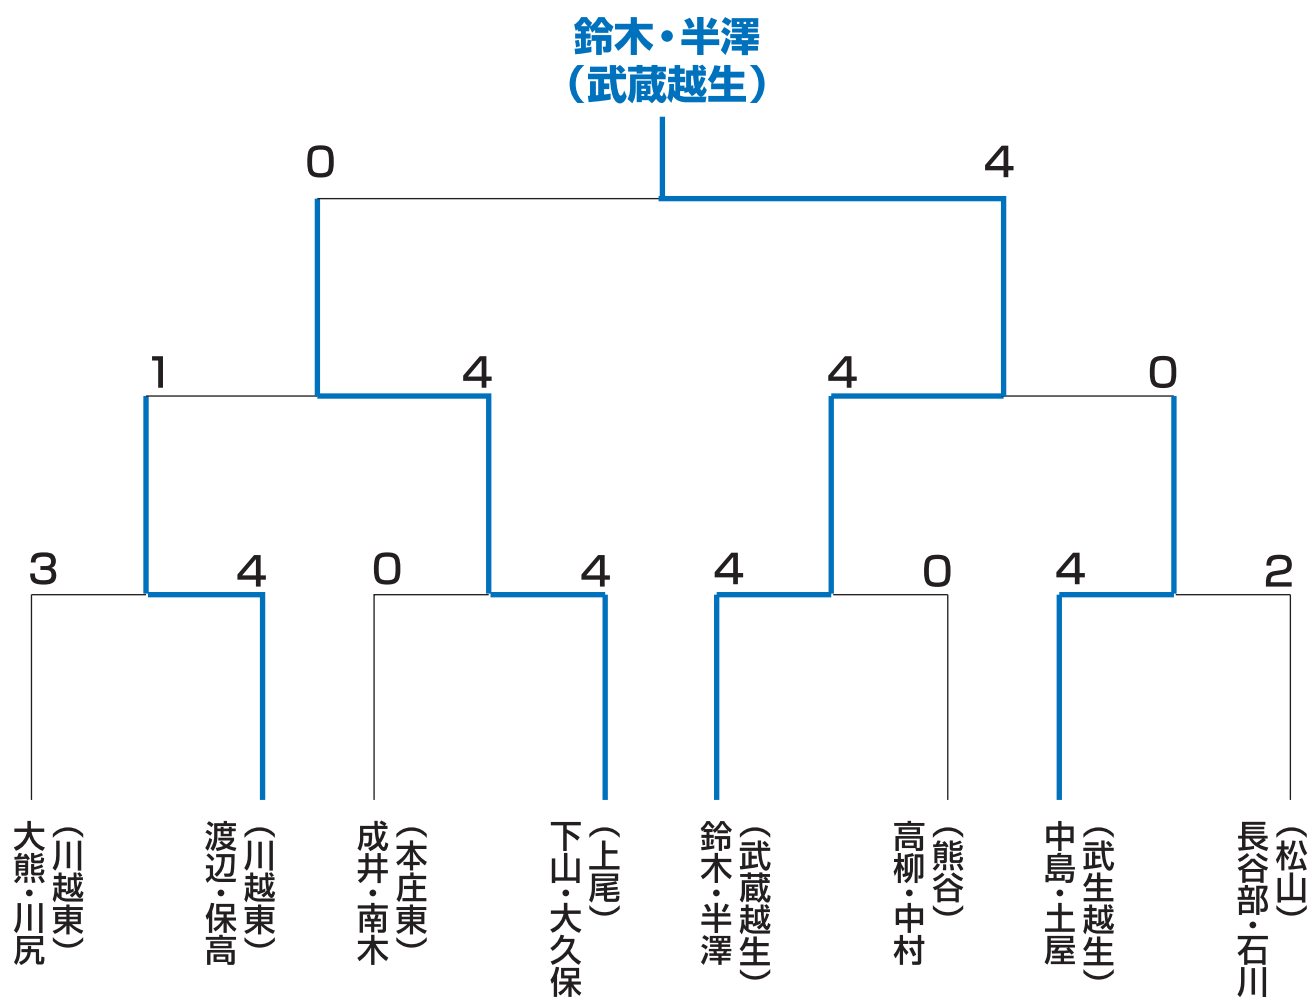 鈴木・半澤
（武蔵越生）
0
4
1
4
4
0
3
4
0
4
4
0
4
2
大熊・川尻
（川越東）
渡辺・保高
（川越東）
成井・南木
（本庄東）
下山・大久保
（上尾）
鈴木・半澤
（武蔵越生）
高柳・中村
（熊谷）
中島・土屋
（武生越生）
長谷部・石川
（松山）